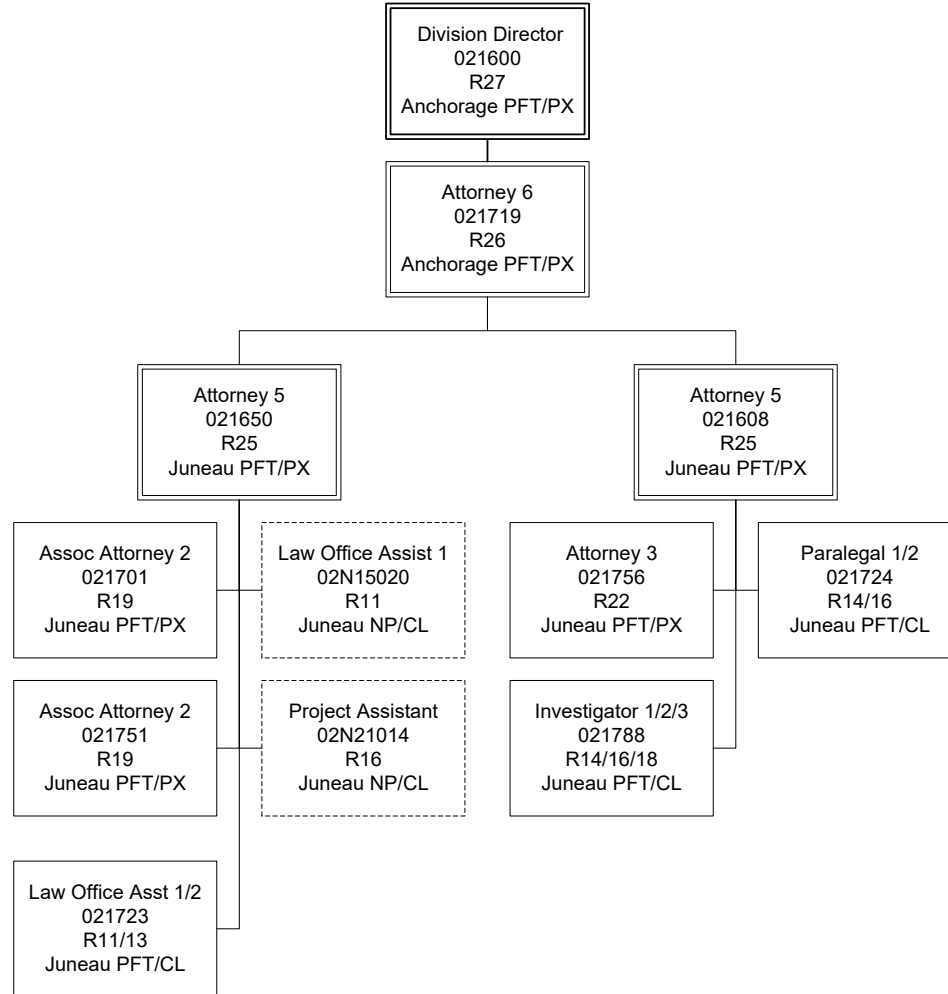 Division Director
021600
R27
Anchorage PFT/PX
Attorney 6
021719
R26
Anchorage PFT/PX
Attorney 5
021650
R25
Juneau PFT/PX
Attorney 5
021608
R25
Juneau PFT/PX
Assoc Attorney 2
021701
R19
Juneau PFT/PX
Law Office Assist 1
02N15020
R11
Juneau NP/CL
Attorney 3
021756
R22
Juneau PFT/PX
Paralegal 1/2
021724
R14/16
Juneau PFT/CL
Assoc Attorney 2
021751
R19
Juneau PFT/PX
Project Assistant
02N21014
R16
Juneau NP/CL
Investigator 1/2/3
021788
R14/16/18
Juneau PFT/CL
Law Office Asst 1/2
021723
R11/13
Juneau PFT/CL